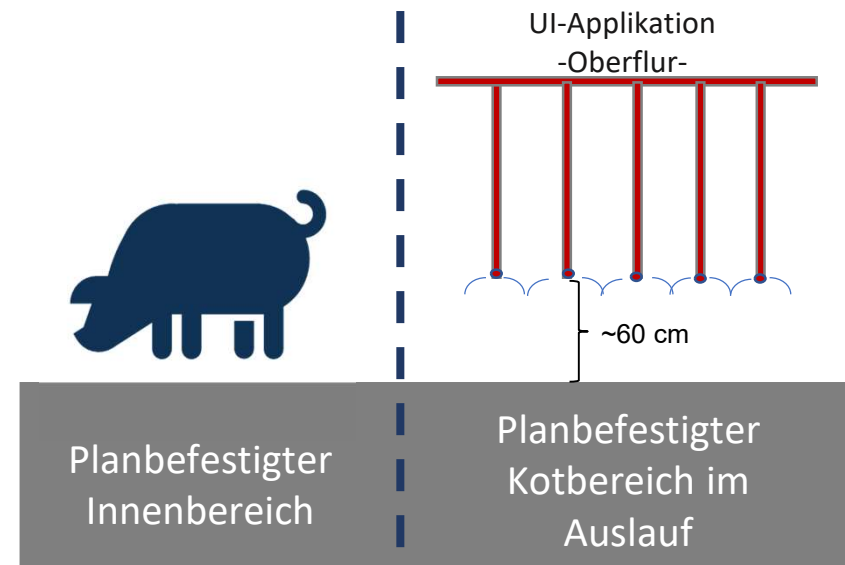 UI-Applikation
-Oberflur-
~60 cm
Planbefestigter
Innenbereich
Planbefestigter
Kotbereich im
Auslauf